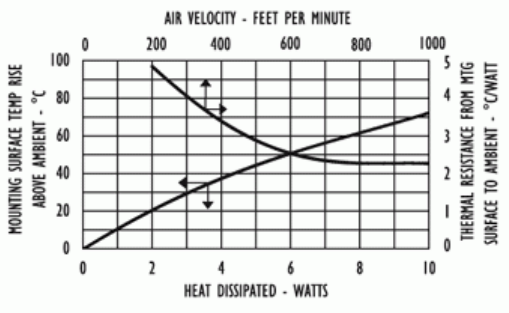 AIR VELOCITY - FEET PER MINUTE
0 200 400 600 800 1000
MOUNTING SURFACE TEMP RISE
ABOVE AMBIENT - °C
100
80
60
40
20
0
5
4
3
2
1
0
THERMAL RESISTANCE FROM MTG
SURFACE TO AMBIENT - °C/WATT
0 2 4 6 8 10
HEAT DISSIPATED - WATTS